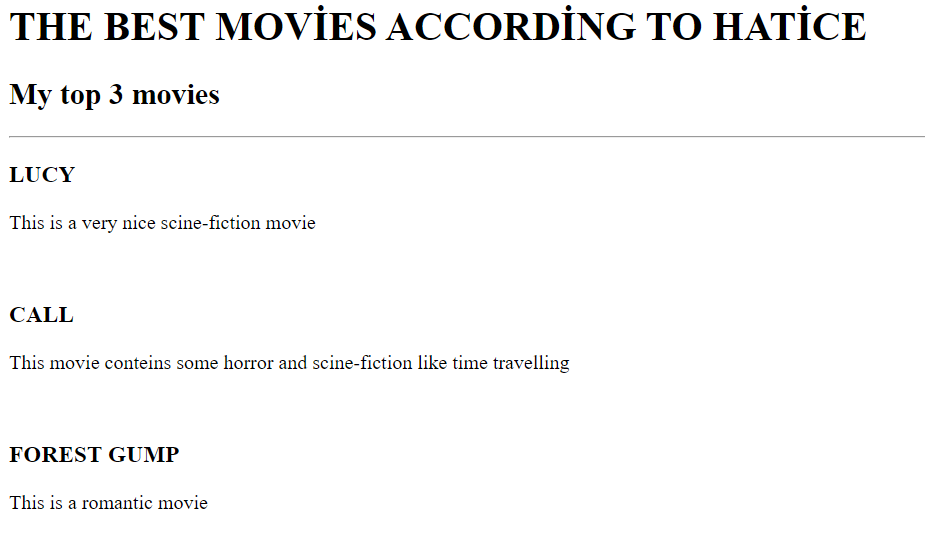 THE BEST MOVİES ACCORDİNG TO HATİCE
My top 3 movies
LUCY
This is a very nice scine-fiction movie
CALL
This movie conteins some horror and scine-fiction like time travelling
FOREST GUMP
This is a romantic movie